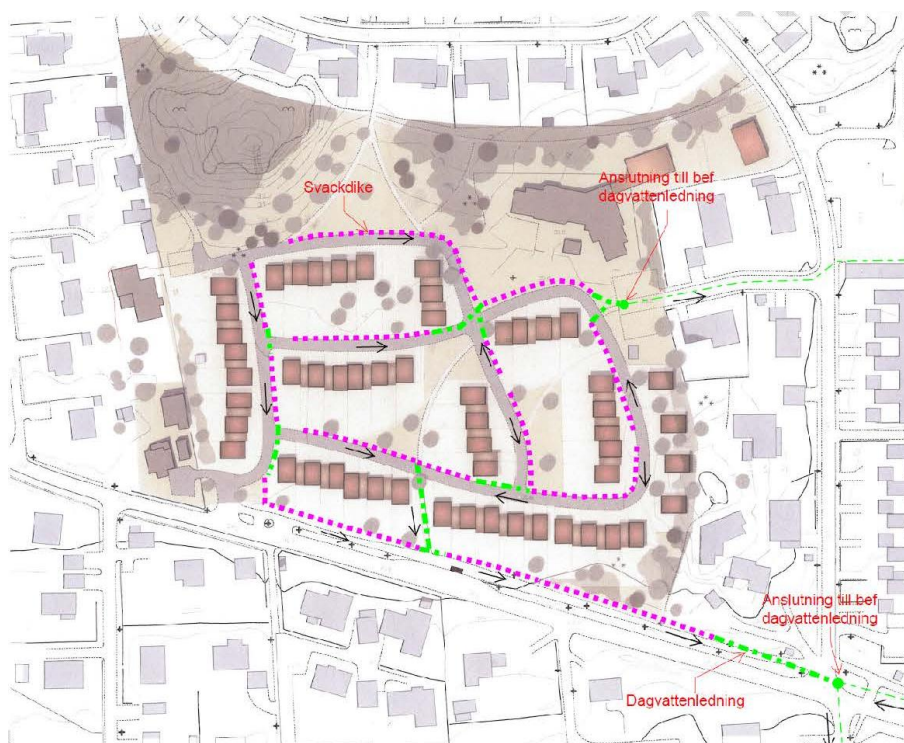 Svackdike
Anslutning till bef
dagvattenledning
Anslutning till bef
dagvattenledning
Dagvattenledning